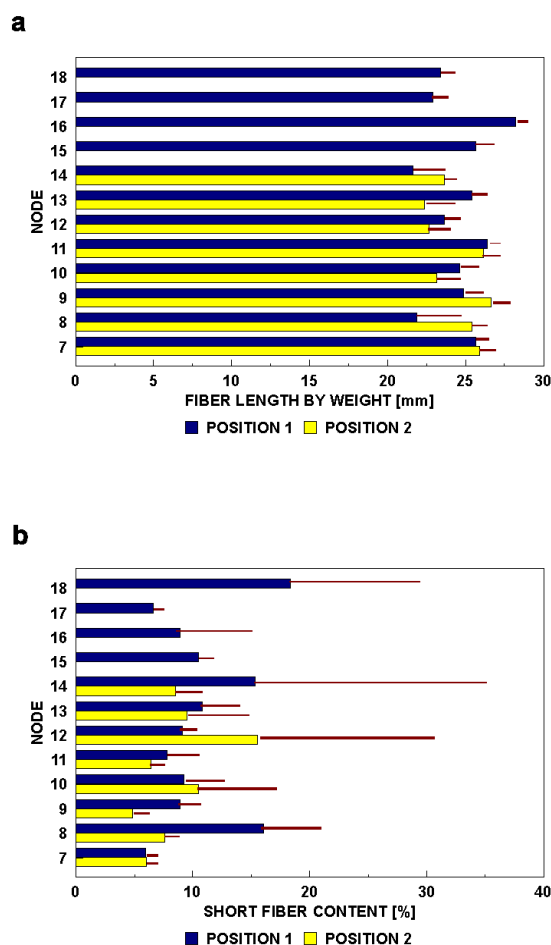 a
18
17
16
15
14
13
12
11
10
9
8
7
NODE
0 5 10 15 20 25 30
FIBER LENGTH BY WEIGHT [mm]
POSITION 1 POSITION 2
b
18
17
16
15
14
13
12
11
10
9
8
7
NODE
0 10 20 30 40
SHORT FIBER CONTENT [%]
POSITION 1 POSITION 2